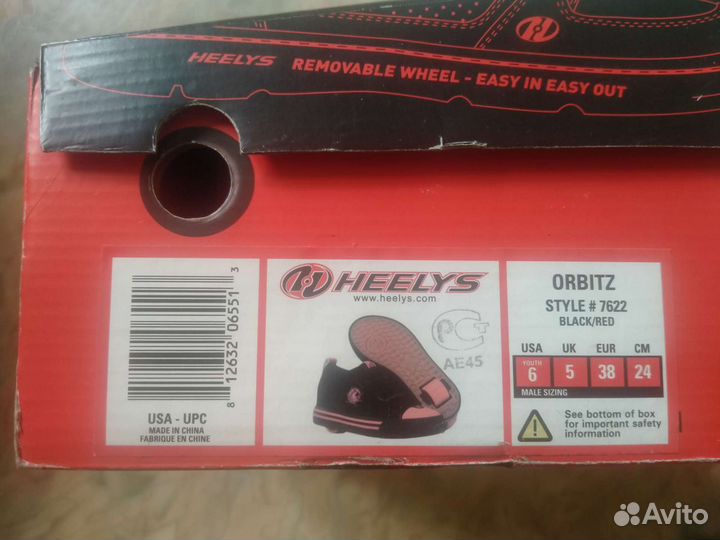 HEELYS REMOVABLE WHEEL - EASY IN EASY OUT
8 12632 06551 3
USA - UPC
MADE IN CHINA
FABRIQUE EN CHINE
HEELYS
www.heelys.com
РСТ
AE45
ORBITZ
STYLE # 7622
BLACK/RED
USA UK EUR CM
YOUTH
6 5 38 24
MALE SIZING
See bottom of box
for important safety
information
Avito